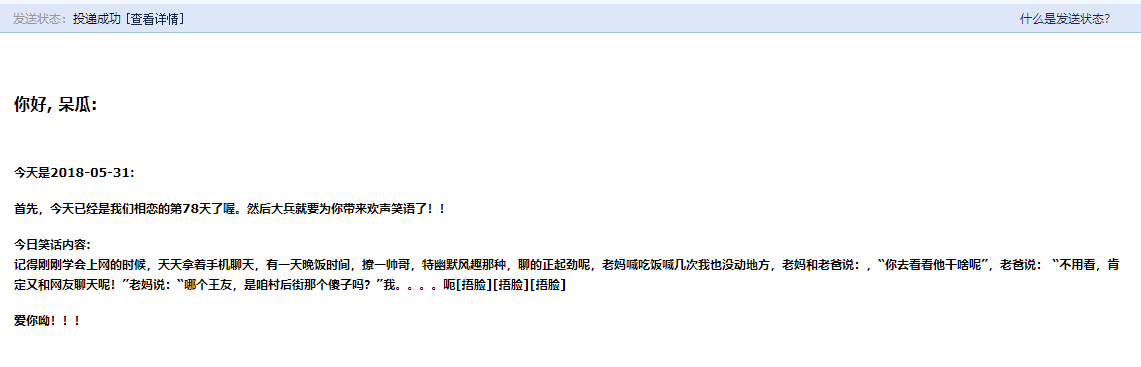 发送状态：投递成功 [查看详情]
什么是发送状态？
你好, 呆瓜:
今天是2018-05-31:
首先，今天已经是我们相恋的第78天了喔。然后大兵就要为你带来欢声笑语了！！
今日笑话内容:
记得刚刚学会上网的时候，天天拿着手机聊天，有一天晚饭时间，撩一帅哥，特幽默风趣那种，聊的正起劲呢，老妈喊吃饭喊几次我也没动地方，老妈和老爸说：，“你去看看他干啥呢”，老爸说： “不用看，肯
定又和网友聊天呢！”老妈说：“哪个王友，是咱村后街那个傻子吗？”我。。。。呃[捂脸][捂脸][捂脸]
爱你呦！！！